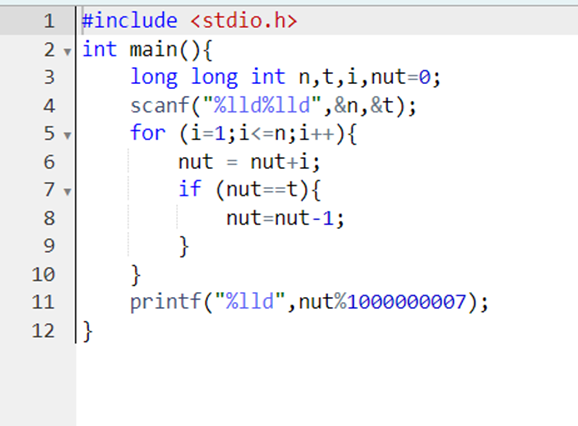 1 #include <stdio.h>
2 int main(){
3 long long int n,t,i,nut=0;
4 scanf("%lld%lld",&n,&t);
5 for (i=1;i<=n;i++){
6 nut = nut+i;
7 if (nut==t){
8 nut=nut-1;
9 }
10 }
11 printf("%lld",nut%1000000007);
12 }